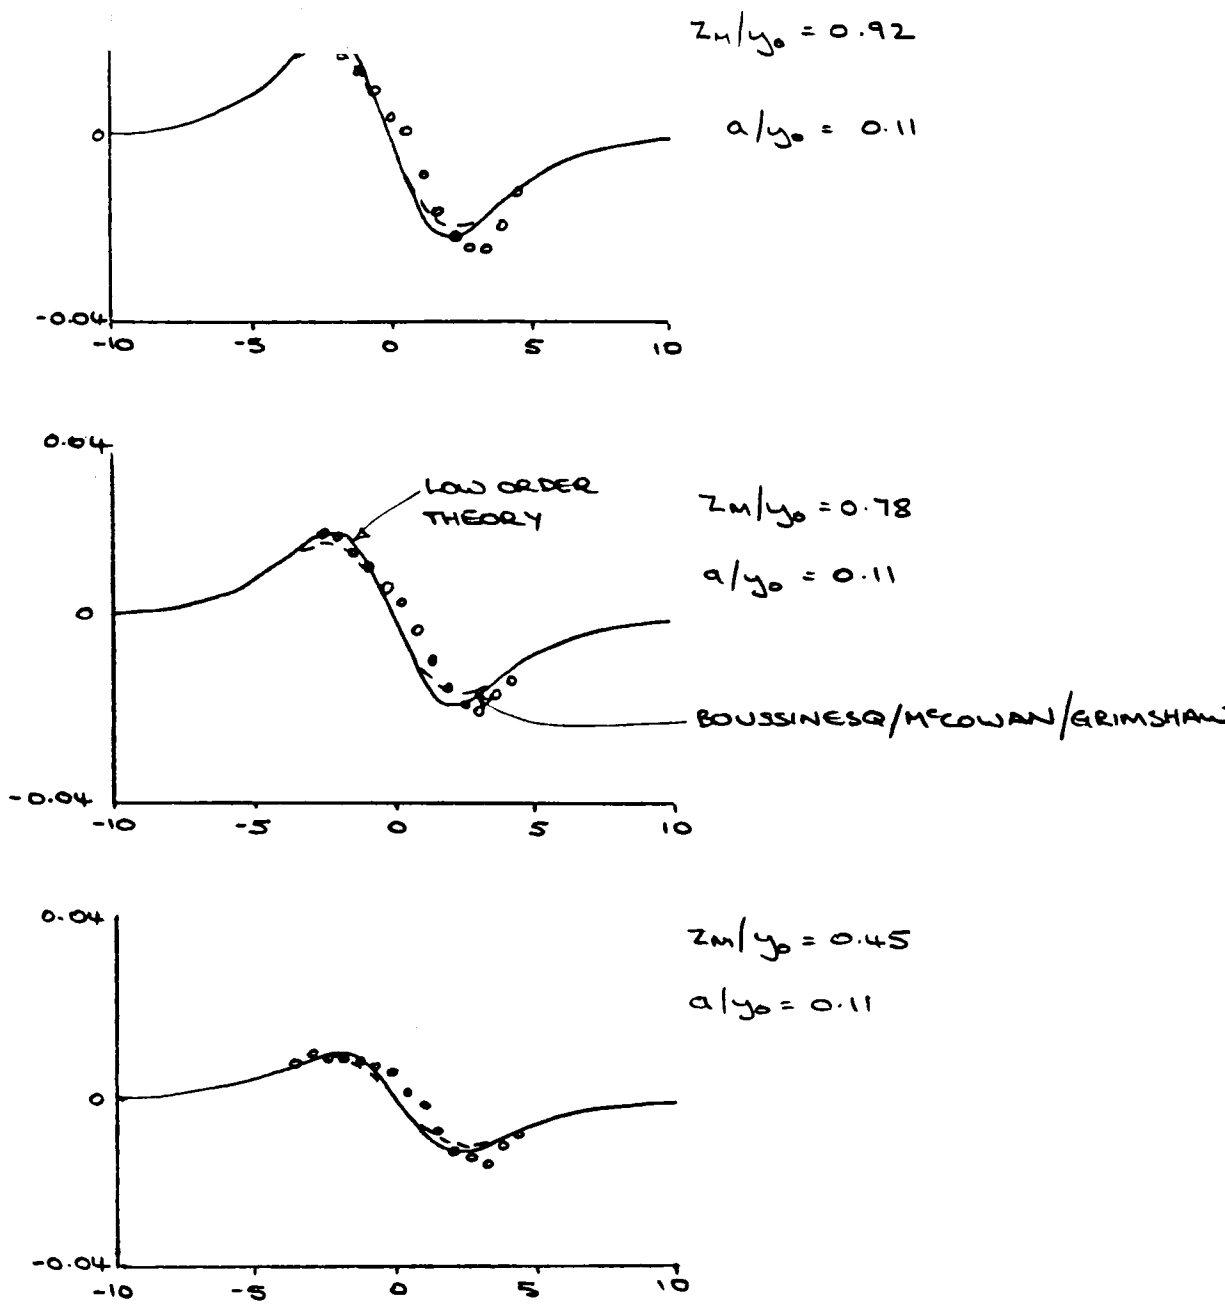 zM/y₀ = 0.92
a/y₀ = 0.11
0
-0.04
-10 -5 0 5 10
0.04
LOW ORDER
THEORY
zM/y₀ = 0.78
a/y₀ = 0.11
0
BOUSSINESQ/McCOWAN/GRIMSHAW
-0.04
-10 -5 0 5 10
0.04
zM/y₀ = 0.45
a/y₀ = 0.11
0
-0.04
-10 -5 0 5 10